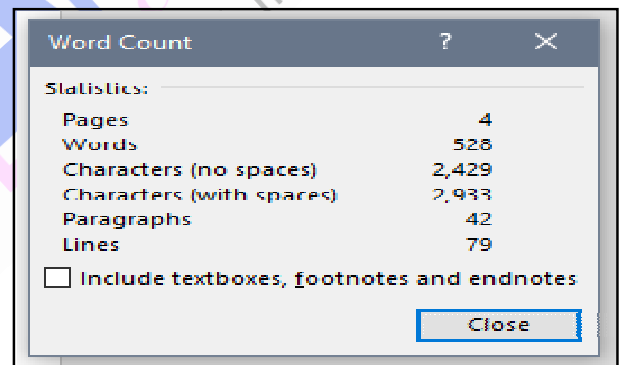 Word Count ? ×
Statistics:
Pages 4
Words 528
Characters (no spaces) 2,429
Characters (with spaces) 2,933
Paragraphs 42
Lines 79
Include textboxes, footnotes and endnotes
Close